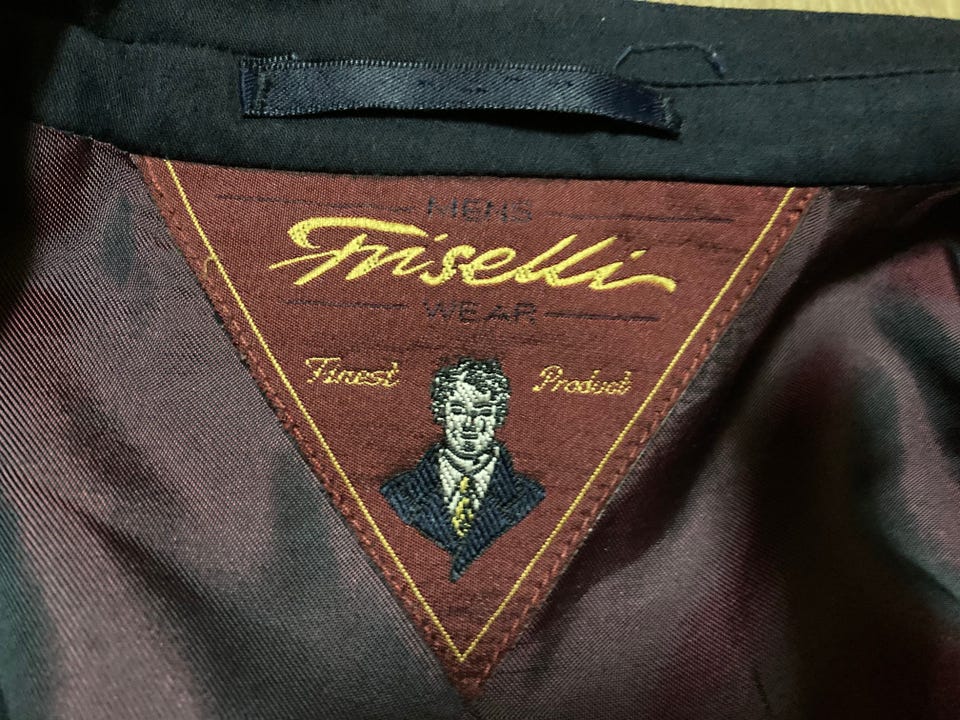 MENS
Friselli
WEAR
Finest Product